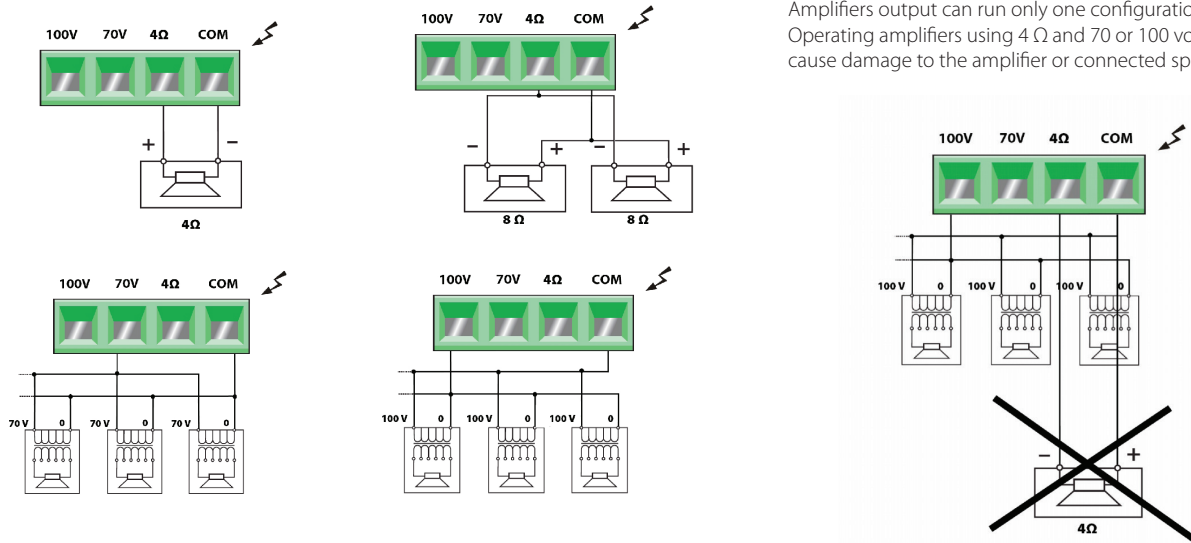 100V 70V 4Ω COM
+ −
4Ω
100V 70V 4Ω COM
− + − +
8 Ω 8 Ω
Amplifiers output can run only one configuratio
Operating amplifiers using 4 Ω and 70 or 100 vo
cause damage to the amplifier or connected sp
100V 70V 4Ω COM
70 V 0 70 V 0 70 V 0
100V 70V 4Ω COM
100 V 0 100 V 0 100 V 0
100V 70V 4Ω COM
100 V 0 100 V 0 100 V 0
− +
4Ω